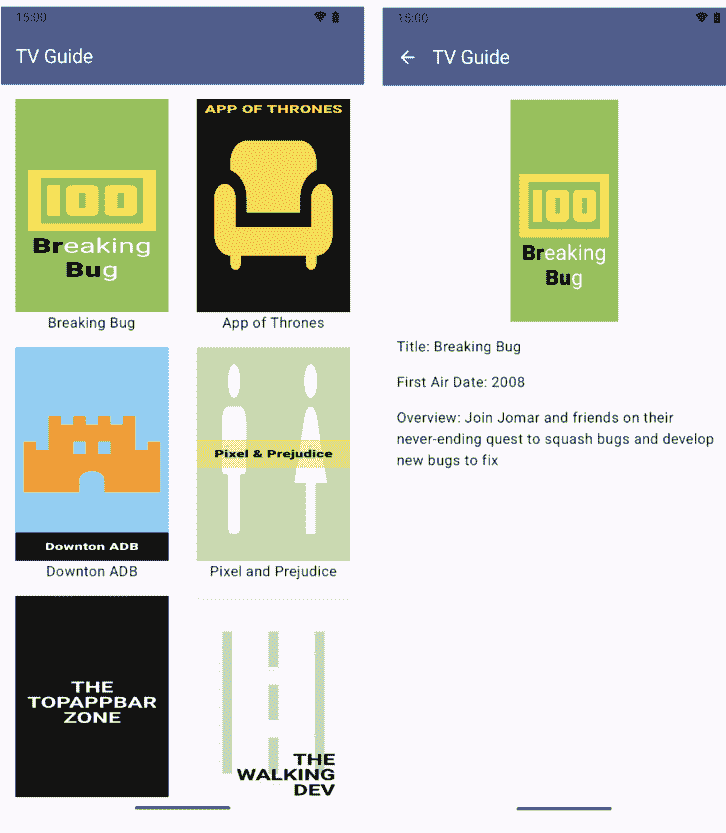 15:00
TV Guide
100
Breaking
Bug
Breaking Bug
APP OF THRONES
App of Thrones
Downton ADB
Downton ADB
Pixel & Prejudice
Pixel and Prejudice
THE
TOPAPPBAR
ZONE
THE
WALKING
DEV
15:00
TV Guide
100
Breaking
Bug
Title: Breaking Bug
First Air Date: 2008
Overview: Join Jomar and friends on their
never-ending quest to squash bugs and develop
new bugs to fix